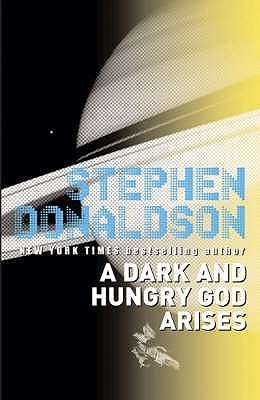 STEPHEN
DONALDSON
NEW YORK TIMES bestselling author
A DARK AND
HUNGRY GOD
ARISES